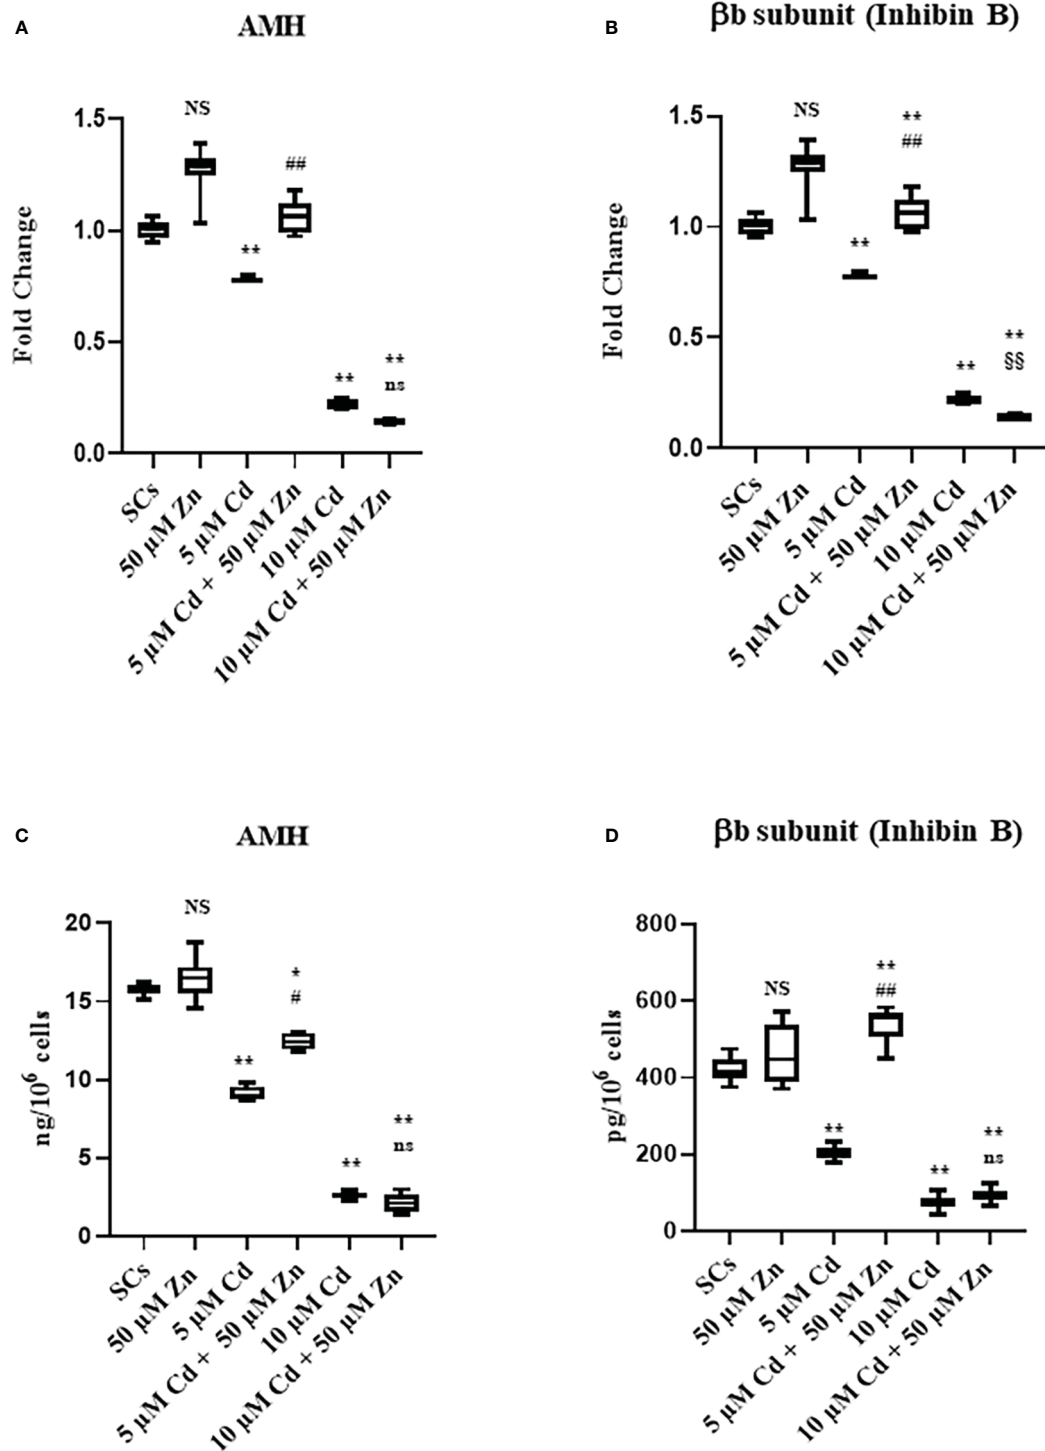 A
AMH
1.5
1.0
0.5
0.0
Fold Change
NS
**
##
**
**
ns
SCs
50 µM Zn
5 µM Cd
5 µM Cd + 50 µM Zn
10 µM Cd
10 µM Cd + 50 µM Zn
B
βb subunit (Inhibin B)
1.5
1.0
0.5
0.0
Fold Change
NS
**
**
##
**
**
§§
SCs
50 µM Zn
5 µM Cd
5 µM Cd + 50 µM Zn
10 µM Cd
10 µM Cd + 50 µM Zn
C
AMH
20
15
10
5
0
ng/10⁶ cells
NS
**
*
#
**
**
ns
SCs
50 µM Zn
5 µM Cd
5 µM Cd + 50 µM Zn
10 µM Cd
10 µM Cd + 50 µM Zn
D
βb subunit (Inhibin B)
800
600
400
200
0
pg/10⁶ cells
NS
**
**
##
**
**
ns
SCs
50 µM Zn
5 µM Cd
5 µM Cd + 50 µM Zn
10 µM Cd
10 µM Cd + 50 µM Zn